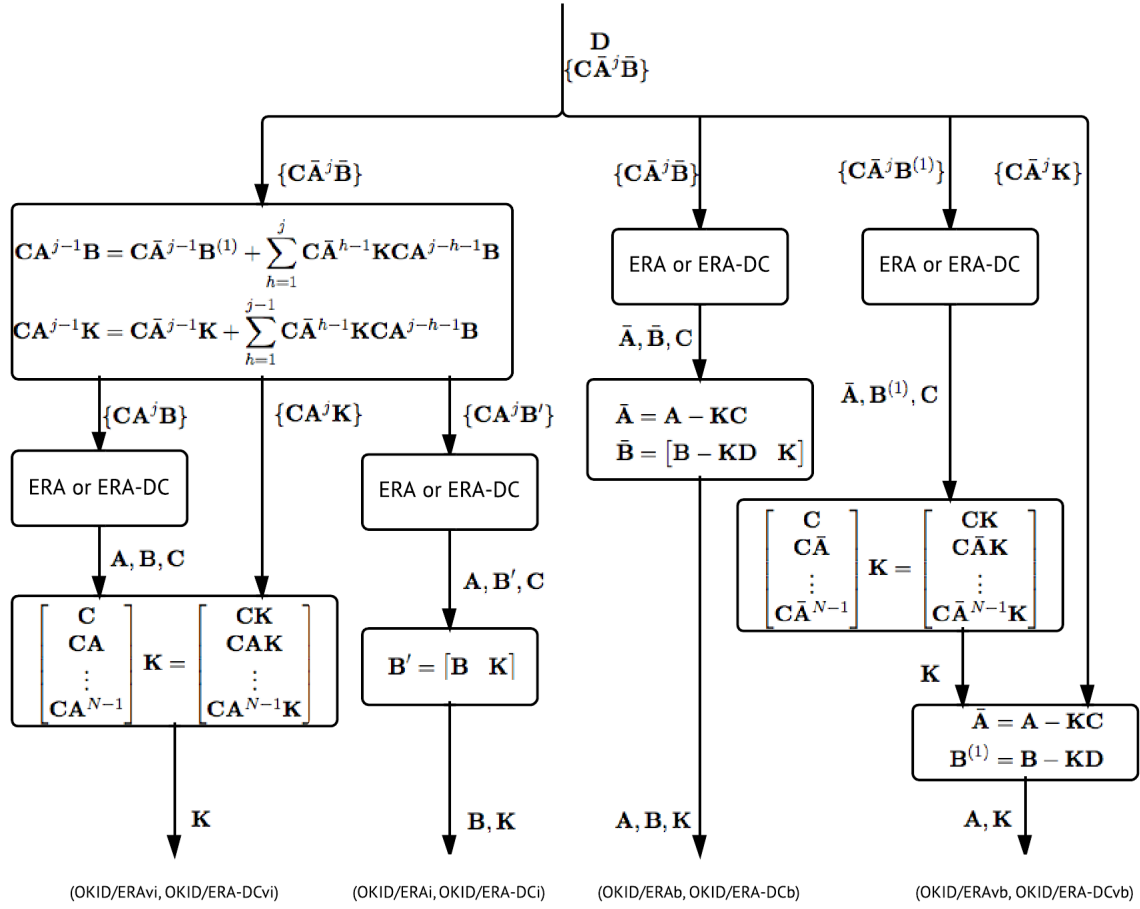 D
{CĀ^jB̄}
{CĀ^jB̄}
{CĀ^jB̄}
{CĀ^jB^(1)}
{CĀ^jK}
CA^{j−1}B = CĀ^{j−1}B^(1) + ∑_{h=1}^{j} CĀ^{h−1}KCA^{j−h−1}B
CA^{j−1}K = CĀ^{j−1}K + ∑_{h=1}^{j−1} CĀ^{h−1}KCA^{j−h−1}B
ERA or ERA-DC
ERA or ERA-DC
Ā, B̄, C
Ā, B^(1), C
{CA^jB}
{CA^jK}
{CA^jB′}
Ā = A − KC
B̄ = [B − KD K]
ERA or ERA-DC
ERA or ERA-DC
A, B, C
A, B′, C
[C CA ⋮ CA^{N−1}] K = [CK CAK ⋮ CA^{N−1}K]
B′ = [B K]
[C CĀ ⋮ CĀ^{N−1}] K = [CK CĀK ⋮ CĀ^{N−1}K]
K
Ā = A − KC
B^(1) = B − KD
K
B, K
A, B, K
A, K
(OKID/ERAvi, OKID/ERA-DCvi)
(OKID/ERAi, OKID/ERA-DCi)
(OKID/ERAb, OKID/ERA-DCb)
(OKID/ERAvb, OKID/ERA-DCvb)